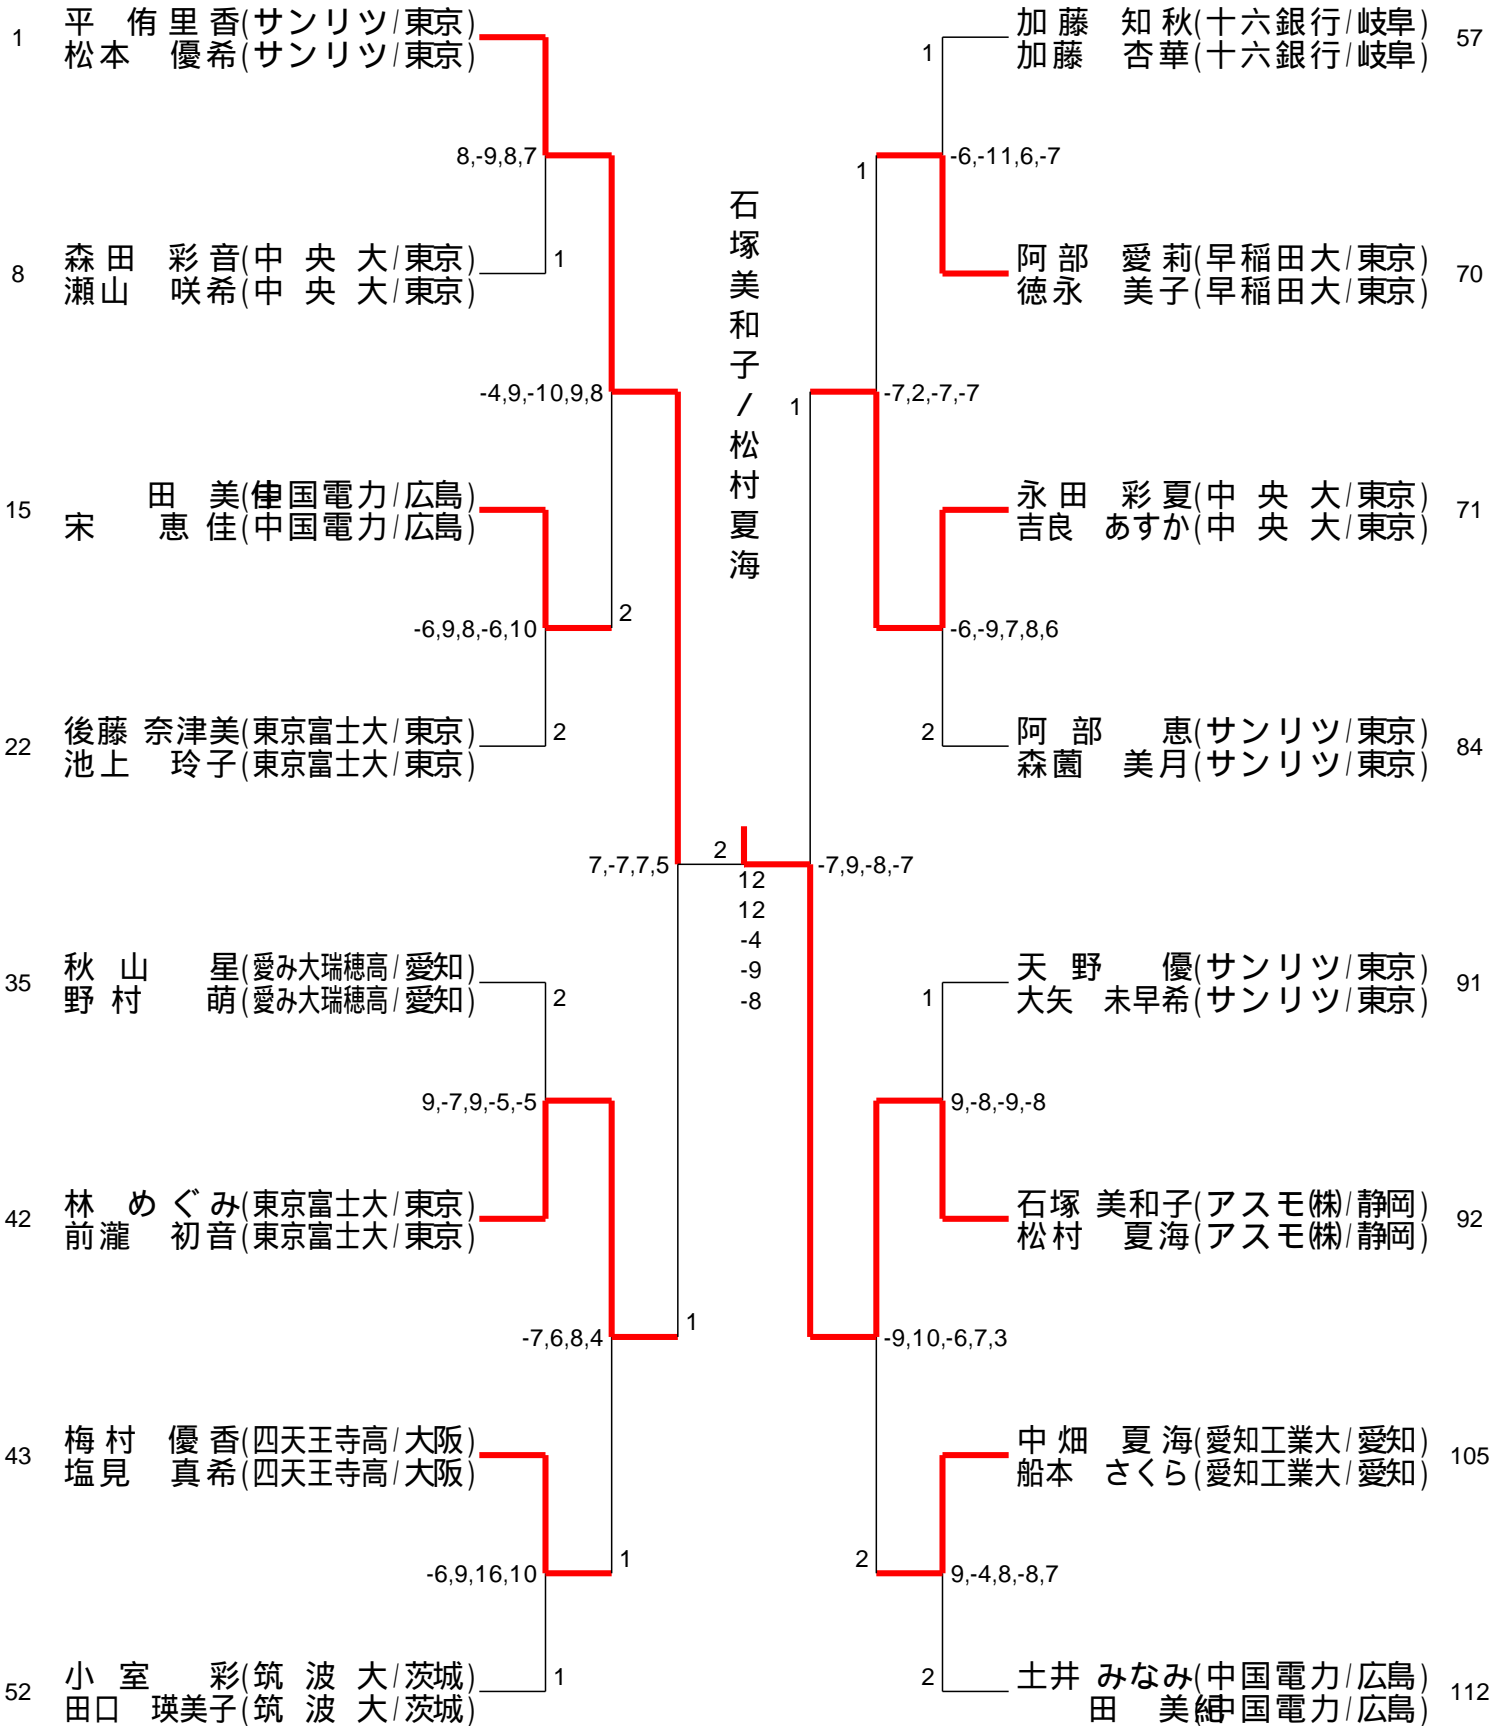 1 平 侑里香(サンリツ/東京)
松本 優希(サンリツ/東京)
8,-9,8,7
8 森田 彩音(中央大/東京) 1
瀬山 咲希(中央大/東京)
-4,9,-10,9,8
15 田 美佳(中国電力/広島)
宋 恵佳(中国電力/広島)
2
-6,9,8,-6,10
22 後藤 奈津美(東京富士大/東京) 2
池上 玲子(東京富士大/東京)
7,-7,7,5
35 秋山 星(愛み大瑞穂高/愛知) 2
野村 萌(愛み大瑞穂高/愛知)
9,-7,9,-5,-5
42 林 めぐみ(東京富士大/東京)
前瀧 初音(東京富士大/東京)
1
-7,6,8,4
43 梅村 優香(四天王寺高/大阪)
塩見 真希(四天王寺高/大阪)
1
-6,9,16,10
52 小室 彩(筑波大/茨城) 1
田口 瑛美子(筑波大/茨城)
石塚美和子/松村夏海
2
12
12
-4
-9
-8
1 加藤 知秋(十六銀行/岐阜) 57
加藤 杏華(十六銀行/岐阜)
1 -6,-11,6,-7
阿部 愛莉(早稲田大/東京) 70
徳永 美子(早稲田大/東京)
1 -7,2,-7,-7
永田 彩夏(中央大/東京) 71
吉良 あすか(中央大/東京)
-6,-9,7,8,6
2 阿部 恵(サンリツ/東京) 84
森薗 美月(サンリツ/東京)
-7,9,-8,-7
1 天野 優(サンリツ/東京) 91
大矢 未早希(サンリツ/東京)
9,-8,-9,-8
石塚 美和子(アスモ㈱/静岡) 92
松村 夏海(アスモ㈱/静岡)
-9,10,-6,7,3
中畑 夏海(愛知工業大/愛知) 105
船本 さくら(愛知工業大/愛知)
2 9,-4,8,-8,7
2 土井 みなみ(中国電力/広島) 112
田 美紀(中国電力/広島)